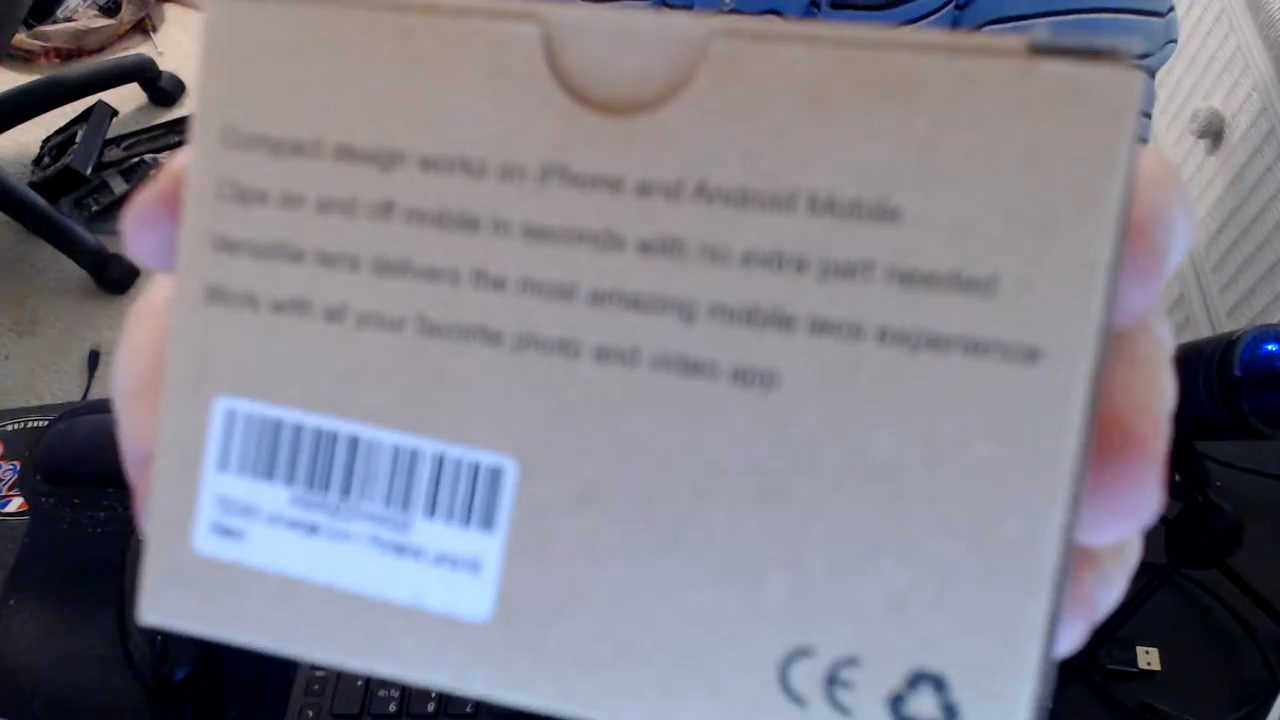 Compact design works on iPhone and Android Mobile
Clips on and off mobile in seconds with no extra part needed
Versatile lens delivers the most amazing mobile lens experience
Work with all your favorite photo and video app
CE